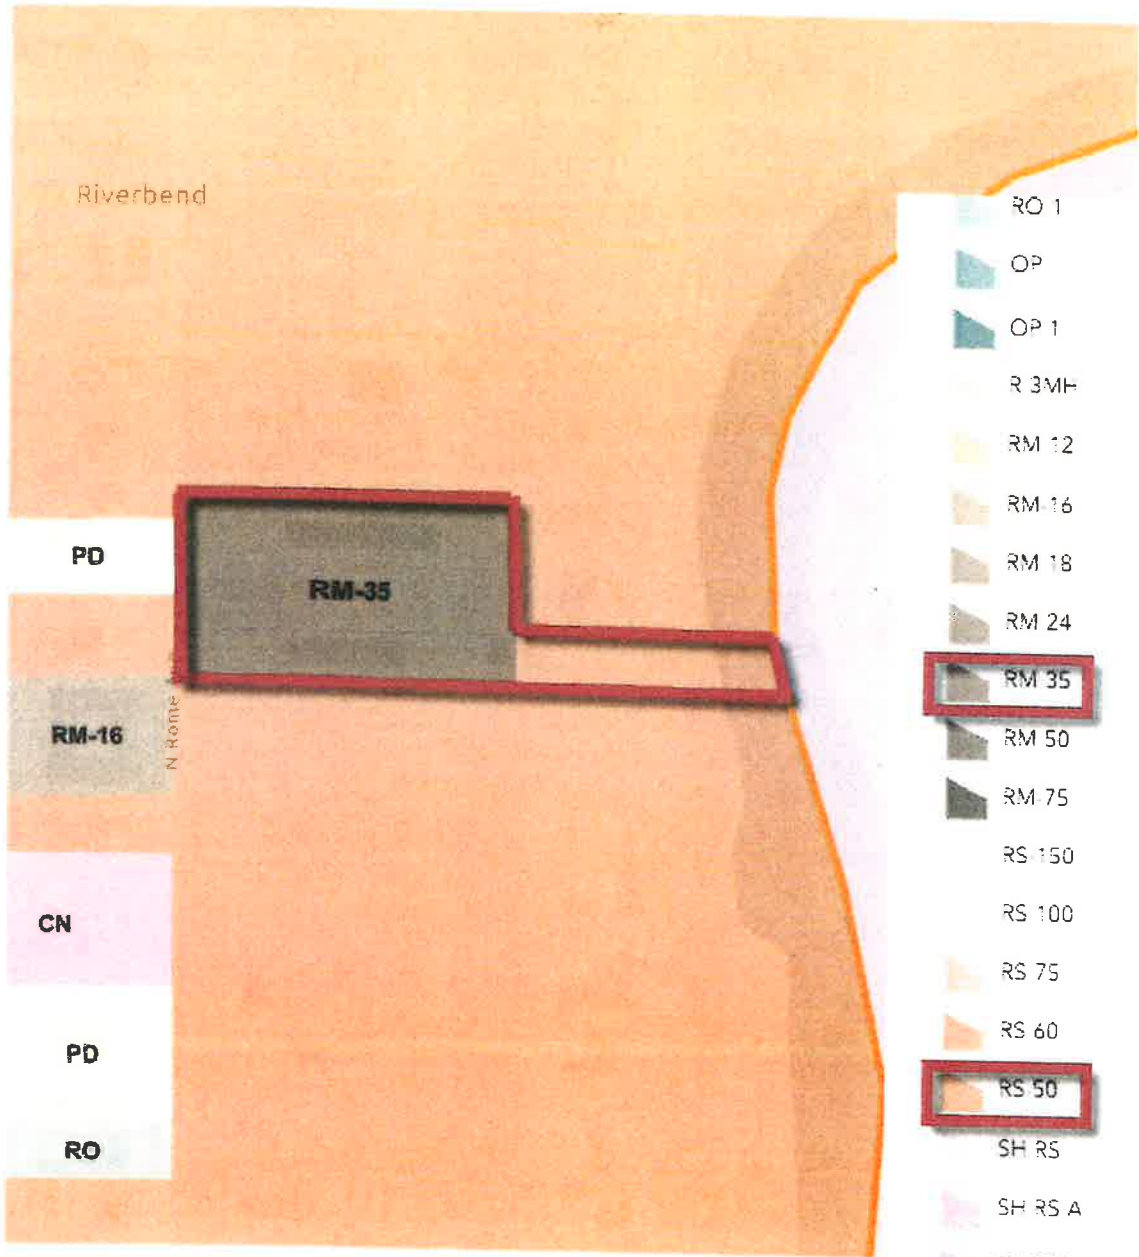 Riverbend
PD
RM-35
RM-16
N Rome
CN
PD
RO
RO 1
OP
OP 1
R 3MH
RM 12
RM-16
RM 18
RM 24
RM 35
RM 50
RM-75
RS-150
RS 100
RS 75
RS 60
RS 50
SH RS
SH RS A